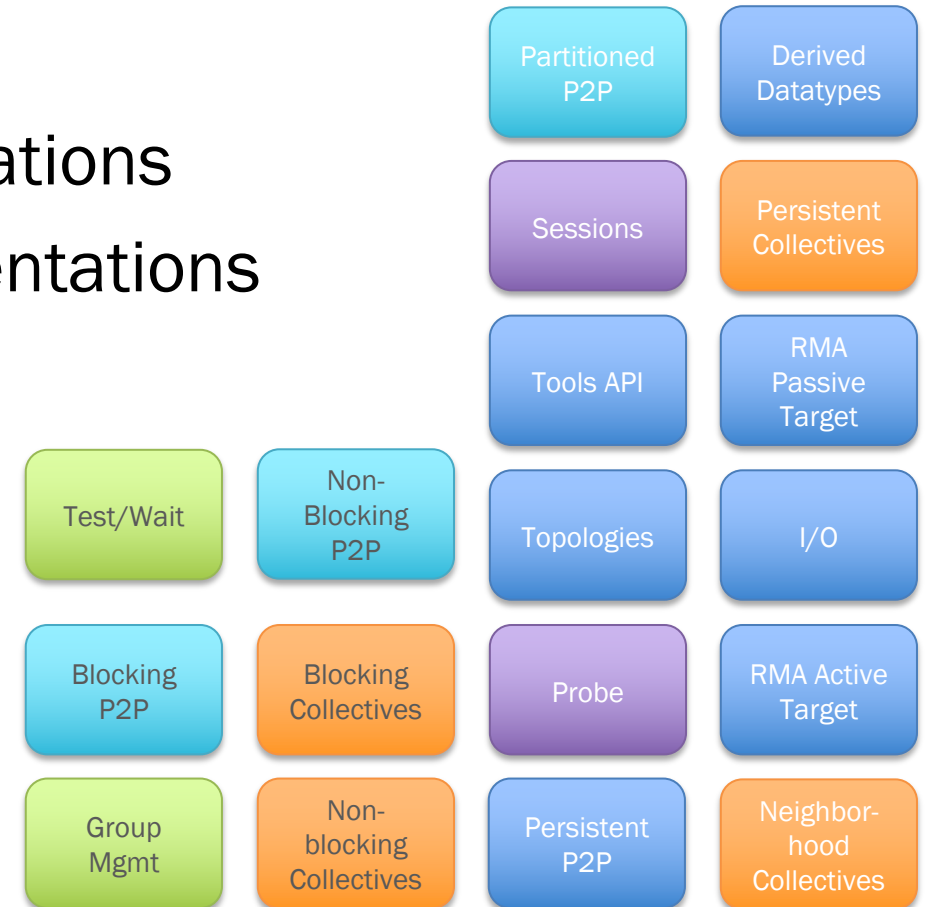 Partitioned
P2P
Derived
Datatypes
ations
entations
Sessions
Persistent
Collectives
Tools API
RMA
Passive
Target
Test/Wait
Non-
Blocking
P2P
Topologies
I/O
Blocking
P2P
Blocking
Collectives
Probe
RMA Active
Target
Group
Mgmt
Non-
blocking
Collectives
Persistent
P2P
Neighbor-
hood
Collectives